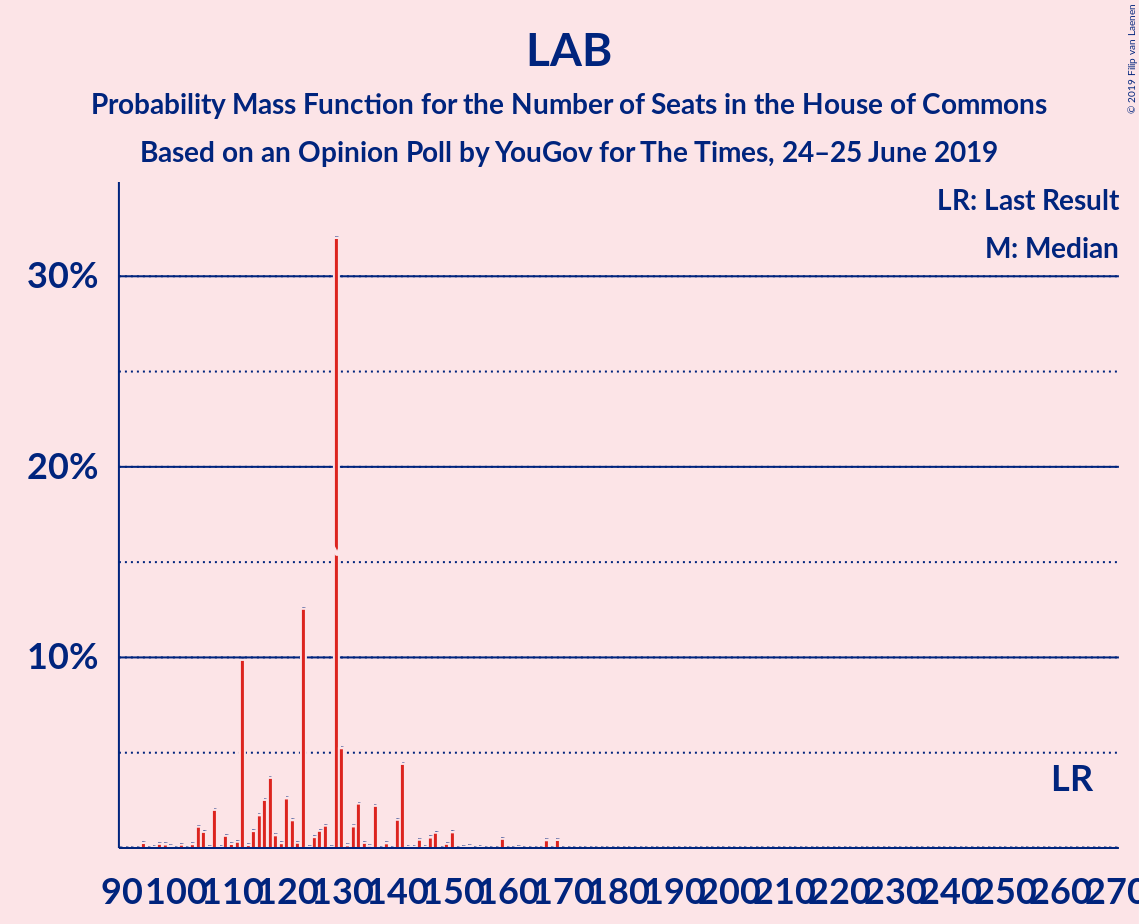 LAB
Probability Mass Function for the Number of Seats in the House of Commons
Based on an Opinion Poll by YouGov for The Times, 24–25 June 2019
© 2019 Filip van Laenen
LR: Last Result
M: Median
30%
20%
10%
LR
90 100 110 120 130 140 150 160 170 180 190 200 210 220 230 240 250 260 270